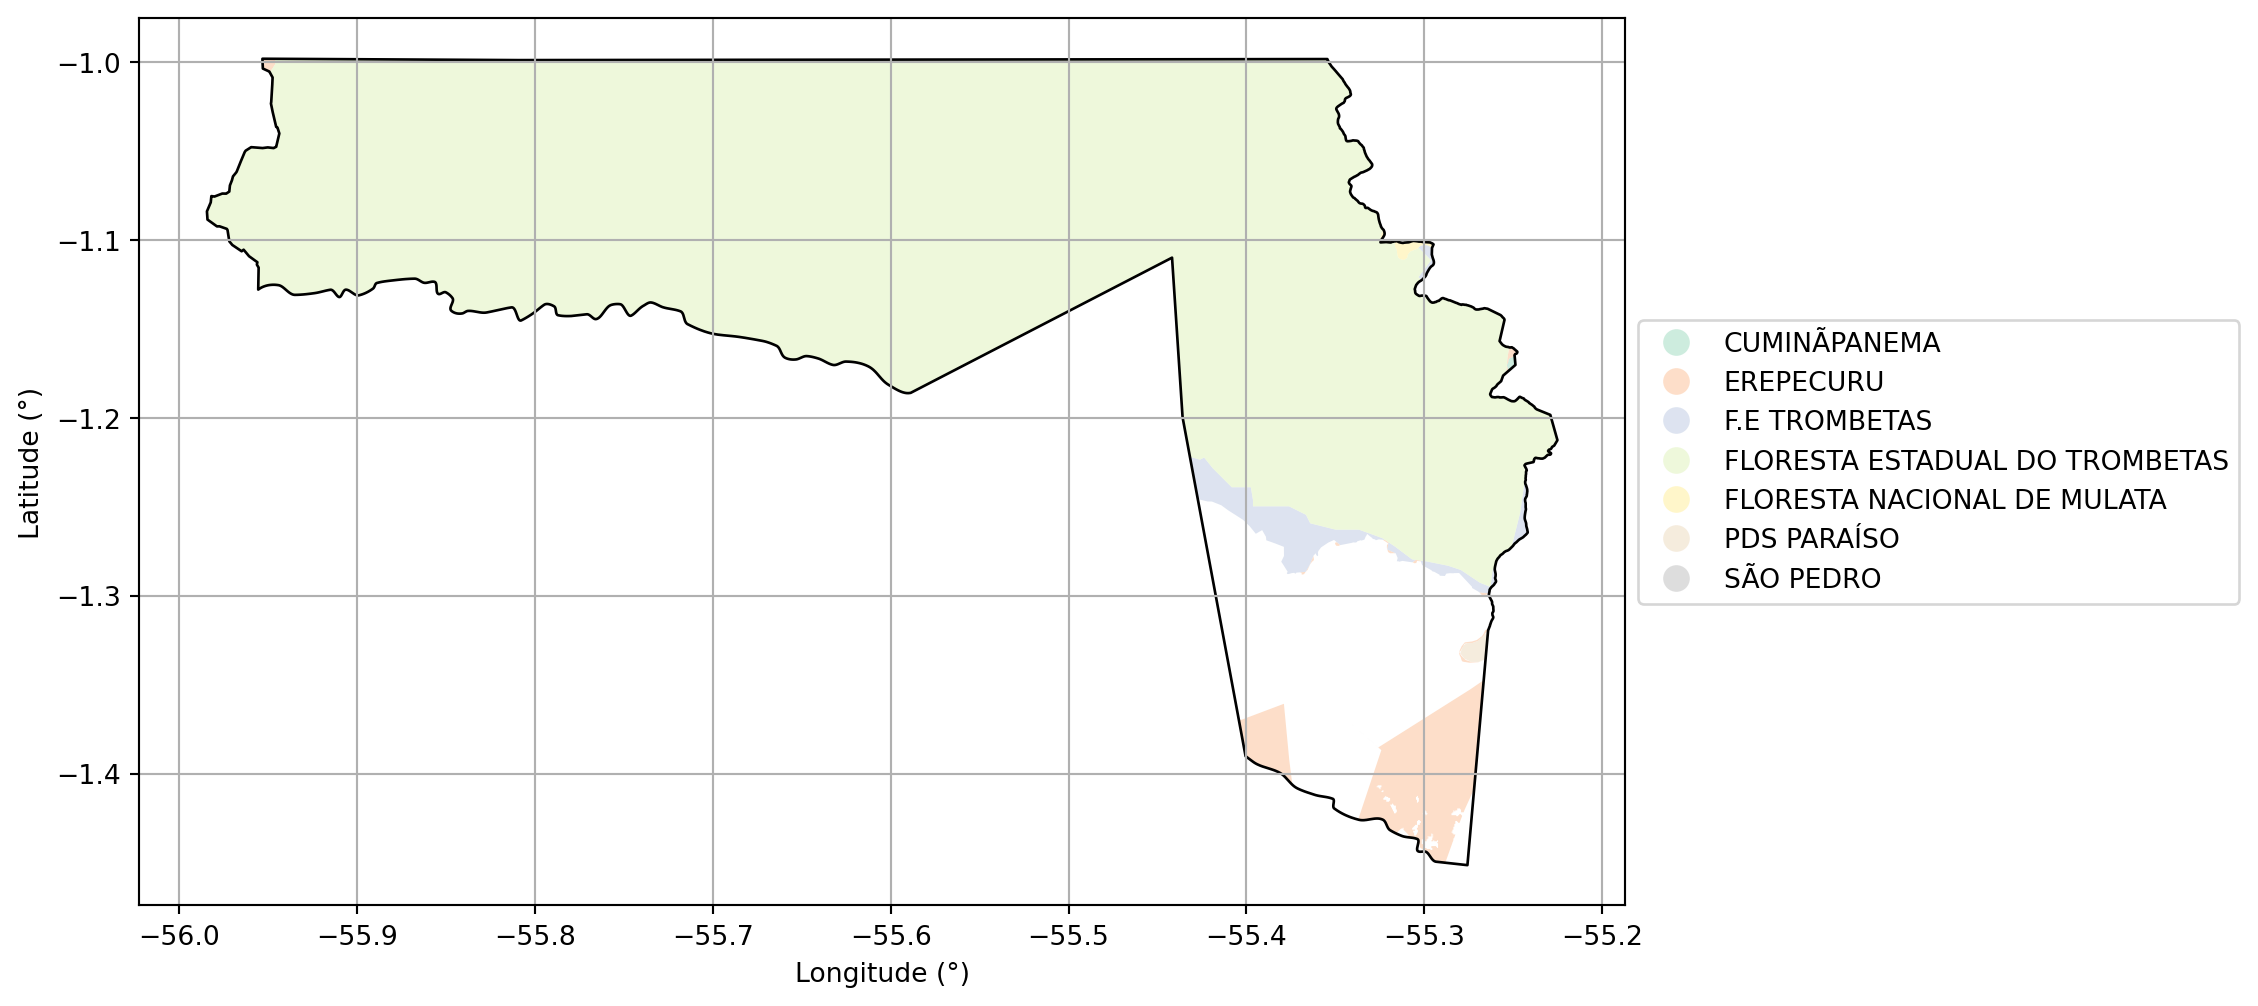 −1.0
−1.1
−1.2
−1.3
−1.4
Latitude (°)
−56.0
−55.9
−55.8
−55.7
−55.6
−55.5
−55.4
−55.3
−55.2
Longitude (°)
CUMINÃPANEMA
EREPECURU
F.E TROMBETAS
FLORESTA ESTADUAL DO TROMBETAS
FLORESTA NACIONAL DE MULATA
PDS PARAÍSO
SÃO PEDRO